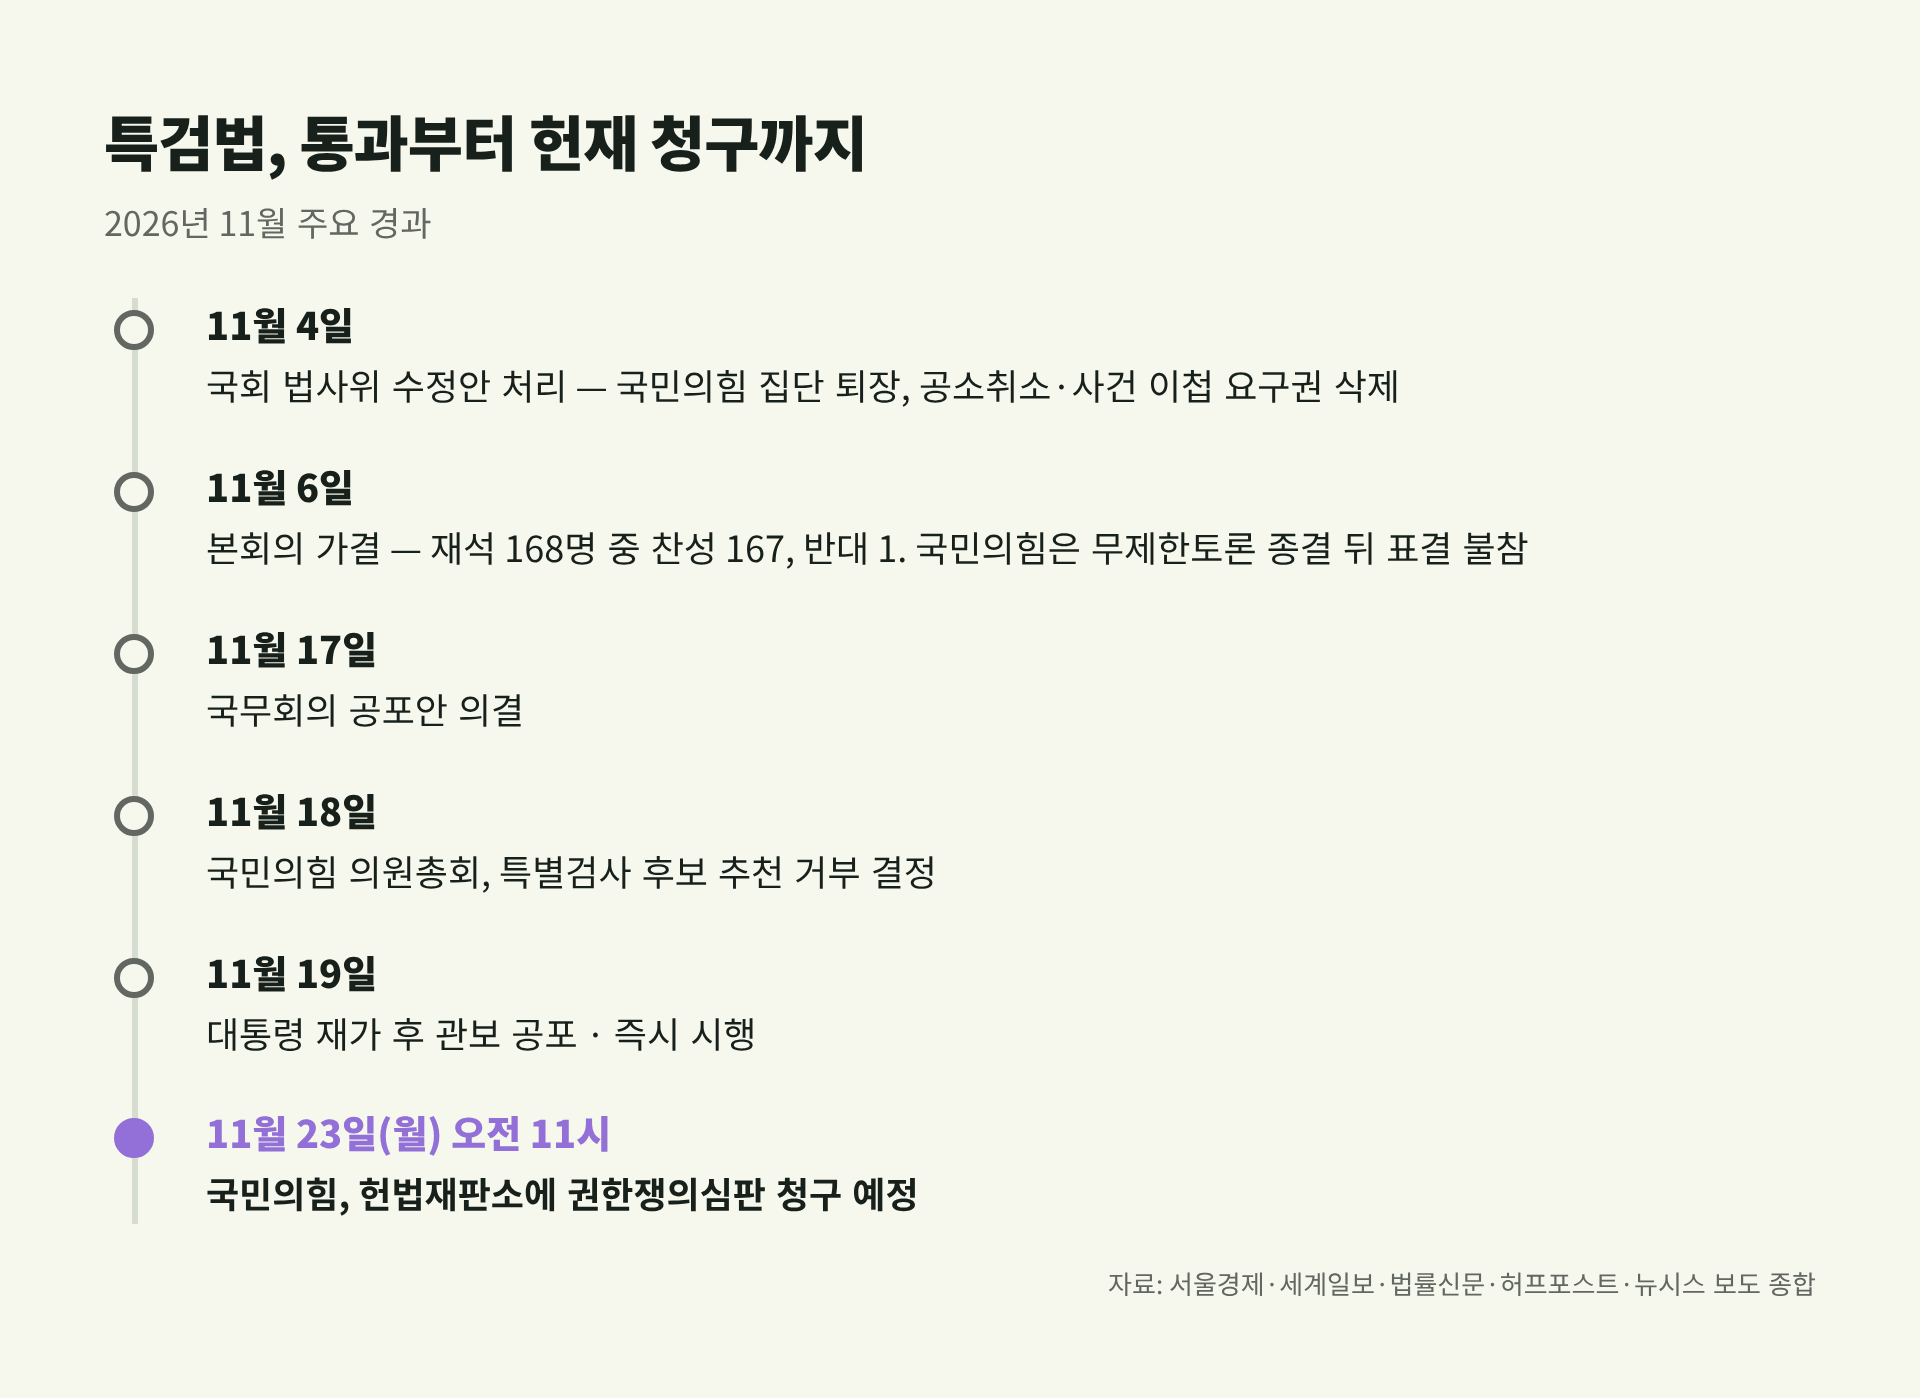 특검법, 통과부터 헌재 청구까지
2026년 11월 주요 경과
11월 4일
국회 법사위 수정안 처리 — 국민의힘 집단 퇴장, 공소취소·사건 이첩 요구권 삭제
11월 6일
본회의 가결 — 재석 168명 중 찬성 167, 반대 1. 국민의힘은 무제한토론 종결 뒤 표결 불참
11월 17일
국무회의 공포안 의결
11월 18일
국민의힘 의원총회, 특별검사 후보 추천 거부 결정
11월 19일
대통령 재가 후 관보 공포 · 즉시 시행
11월 23일(월) 오전 11시
국민의힘, 헌법재판소에 권한쟁의심판 청구 예정
자료: 서울경제·세계일보·법률신문·허프포스트·뉴시스 보도 종합